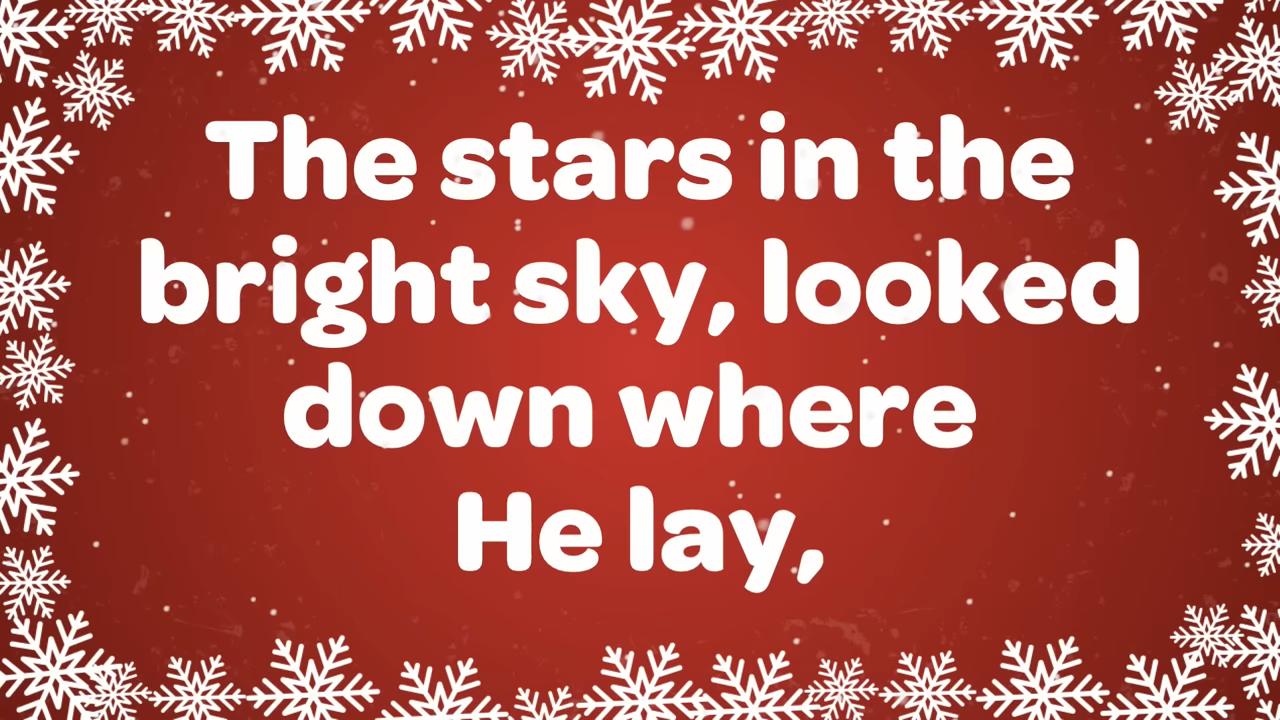 The stars in the
bright sky, looked
down where
He lay,